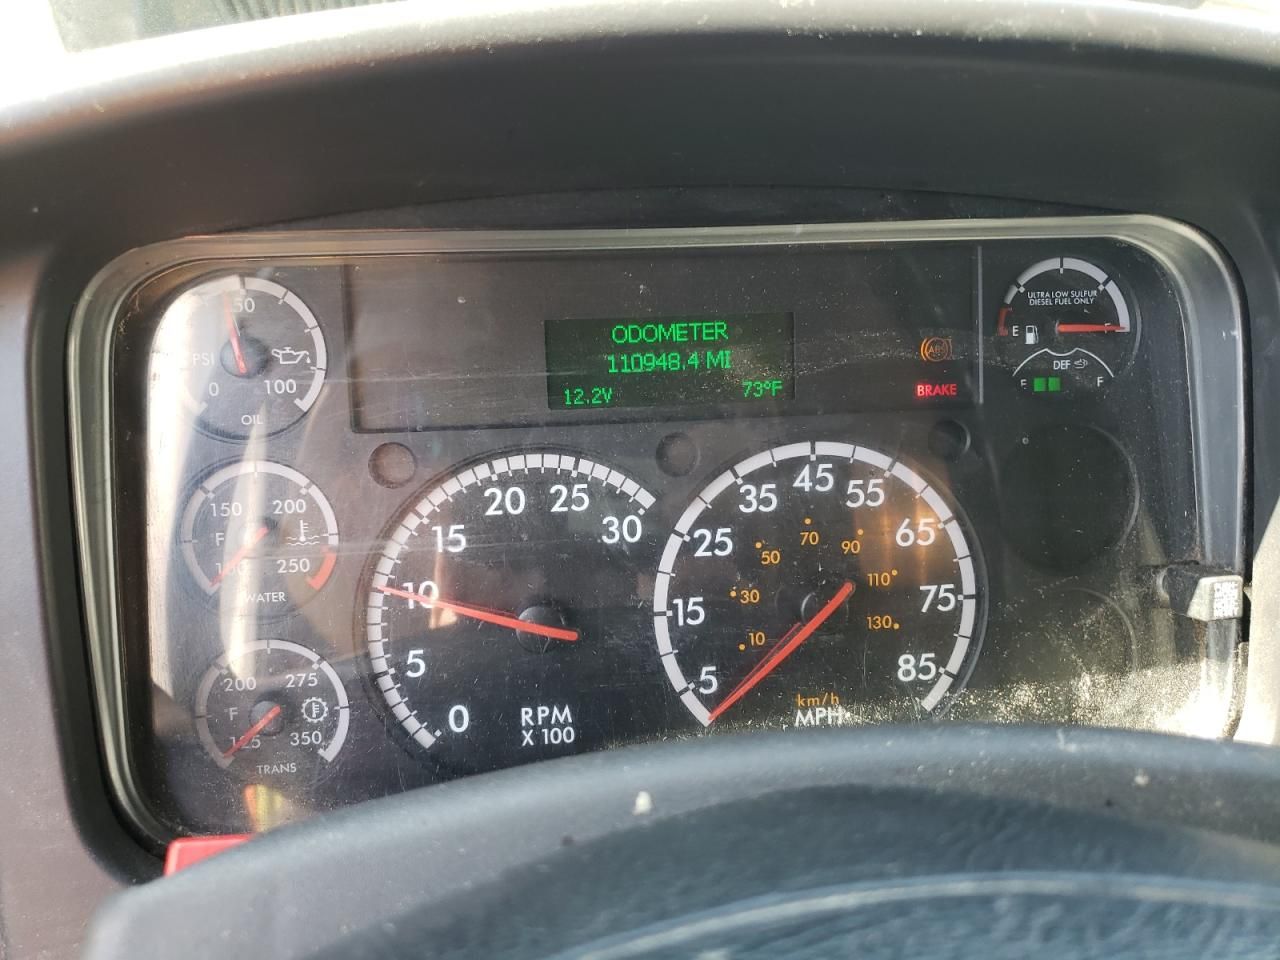 ODOMETER
110948.4 MI
12.2V 73°F
ABS
BRAKE
ULTRA LOW SULFUR
DIESEL FUEL ONLY
E
DEF
E F
50
PSI
0 100
OIL
150 200
F
100 250
WATER
200 275
F
125 350
TRANS
0 5 10 15 20 25 30
RPM
X 100
5 15 25 35 45 55 65 75 85
10 30 50 70 90 110 130
km/h
MPH